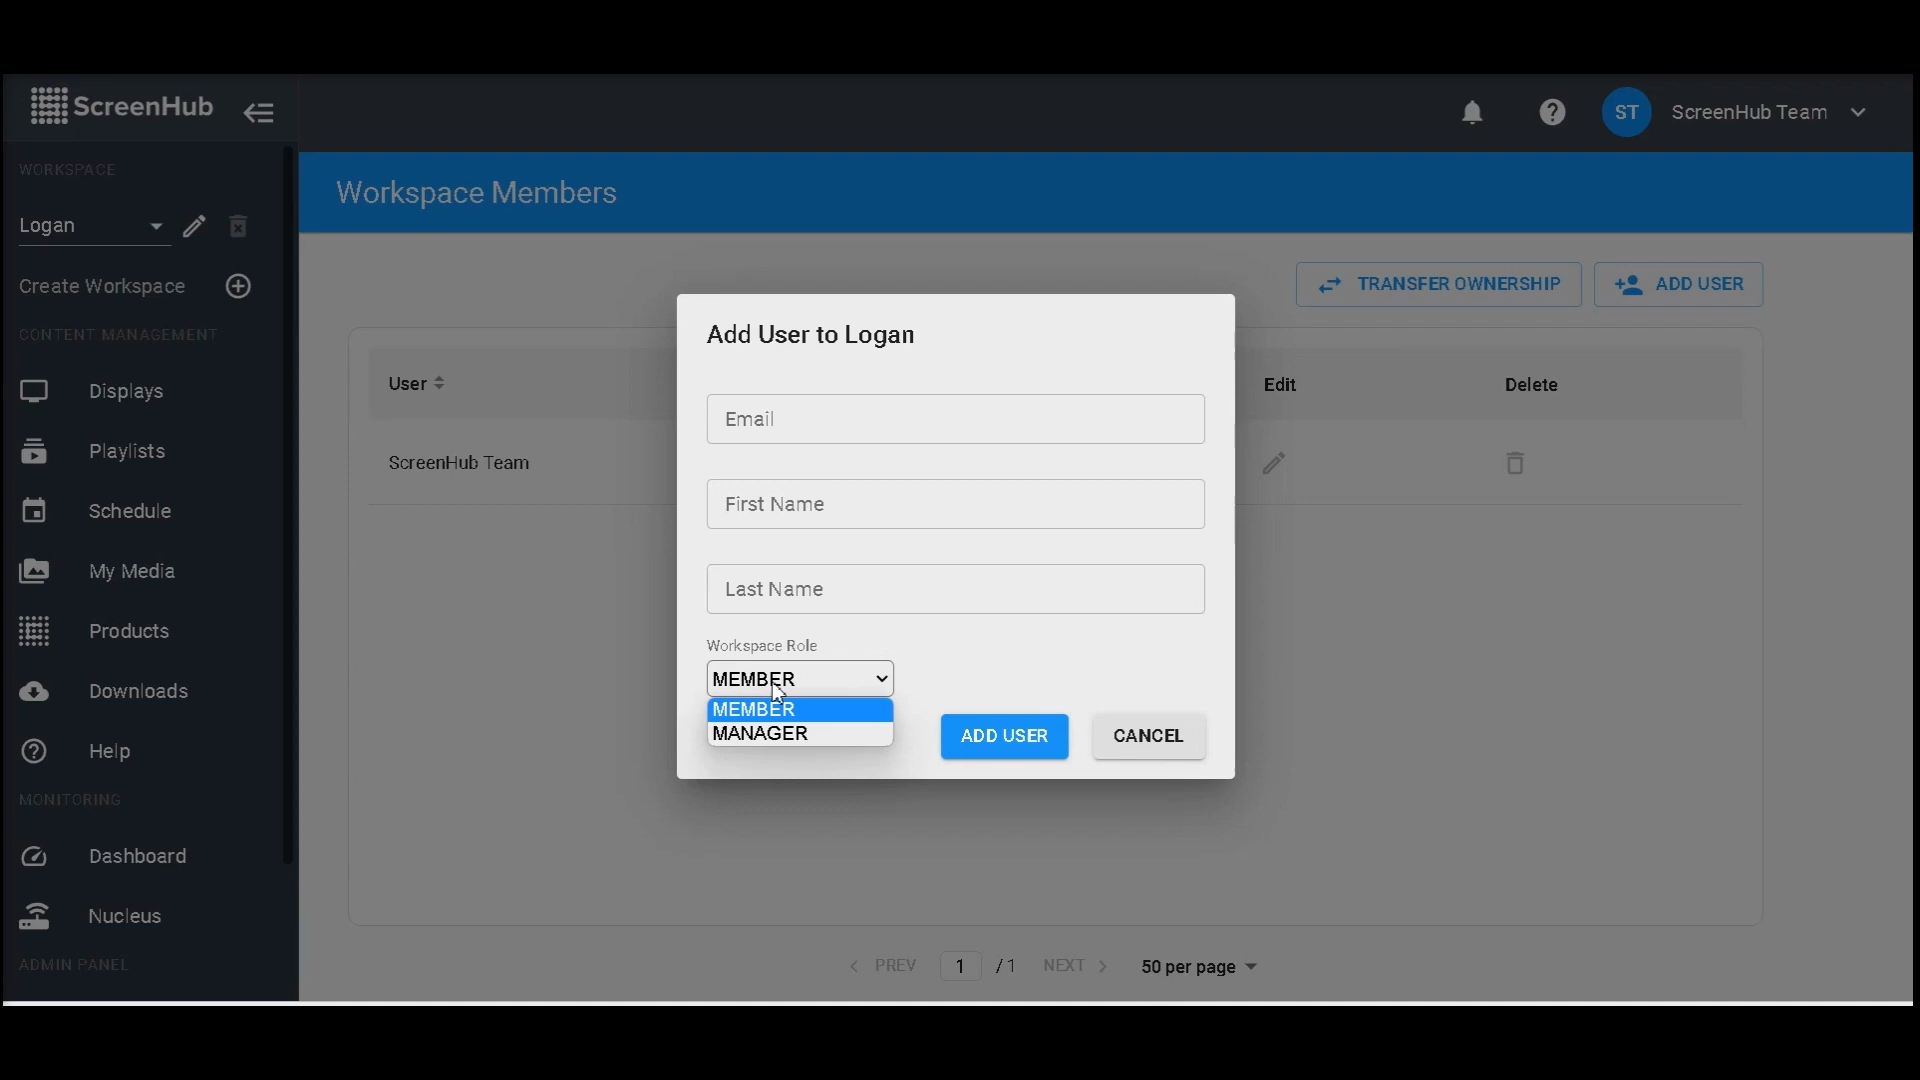 ScreenHub
ST ScreenHub Team
WORKSPACE
Logan
Create Workspace
CONTENT MANAGEMENT
Displays
Playlists
Schedule
My Media
Products
Downloads
Help
MONITORING
Dashboard
Nucleus
ADMIN PANEL
Workspace Members
TRANSFER OWNERSHIP
ADD USER
User
Edit
Delete
ScreenHub Team
Add User to Logan
Email
First Name
Last Name
Workspace Role
MEMBER
MEMBER
MANAGER
ADD USER
CANCEL
PREV 1 / 1 NEXT 50 per page